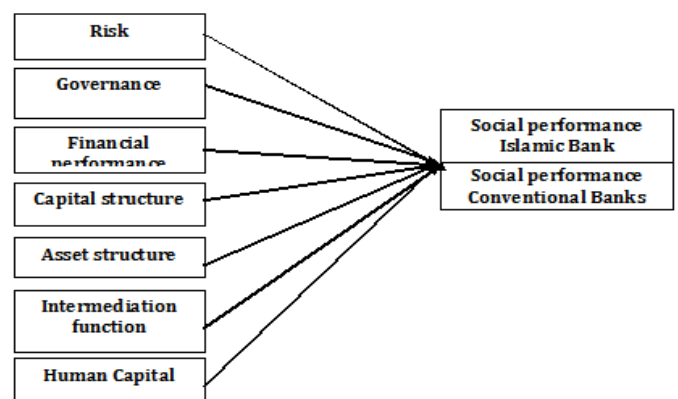 Risk
Governance
Financial
performance
Capital structure
Asset structure
Intermediation
function
Human Capital
Social performance
Islamic Bank
Social performance
Conventional Banks